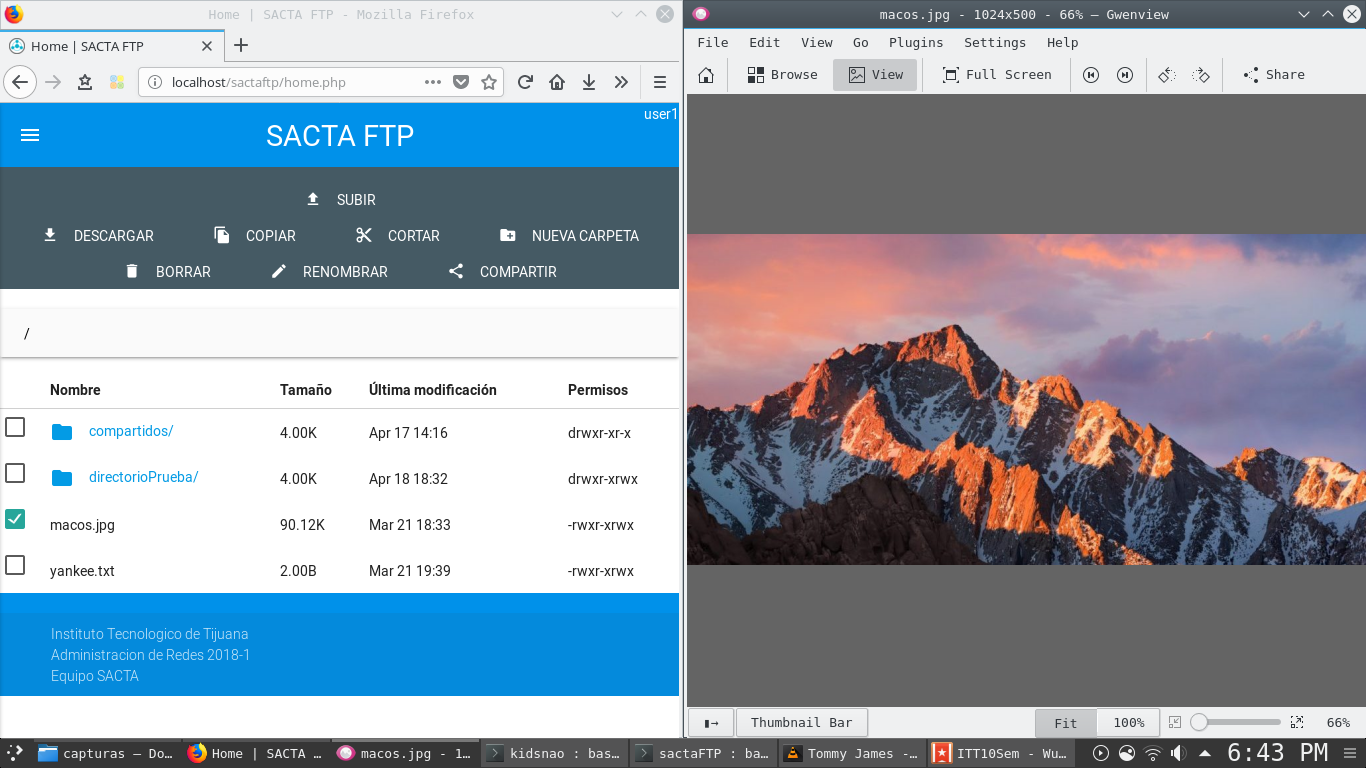 Home | SACTA FTP - Mozilla Firefox
Home | SACTA FTP
localhost/sactaftp/home.php
user1
SACTA FTP
SUBIR
DESCARGAR COPIAR CORTAR NUEVA CARPETA
BORRAR RENOMBRAR COMPARTIR
/
Nombre Tamaño Última modificación Permisos
compartidos/ 4.00K Apr 17 14:16 drwxr-xr-x
directorioPrueba/ 4.00K Apr 18 18:32 drwxr-xrwx
macos.jpg 90.12K Mar 21 18:33 -rwxr-xrwx
yankee.txt 2.00B Mar 21 19:39 -rwxr-xrwx
Instituto Tecnologico de Tijuana
Administracion de Redes 2018-1
Equipo SACTA
macos.jpg - 1024x500 - 66% — Gwenview
File Edit View Go Plugins Settings Help
Browse View Full Screen Share
Thumbnail Bar Fit 100% 66%
capturas — Do... Home | SACTA ... macos.jpg - 1... kidsnao : bas... sactaFTP : ba... Tommy James - ... ITT10Sem - Wu... 6:43 PM